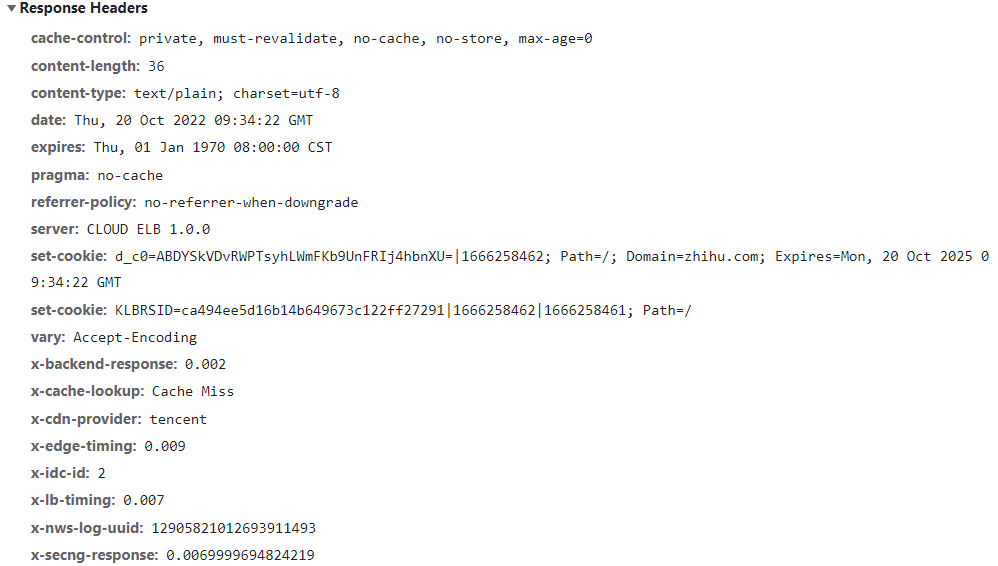 Response Headers
cache-control: private, must-revalidate, no-cache, no-store, max-age=0
content-length: 36
content-type: text/plain; charset=utf-8
date: Thu, 20 Oct 2022 09:34:22 GMT
expires: Thu, 01 Jan 1970 08:00:00 CST
pragma: no-cache
referrer-policy: no-referrer-when-downgrade
server: CLOUD ELB 1.0.0
set-cookie: d_c0=ABDYSkVDvRWPTsyhLWmFKb9UnFRIj4hbnXU=|1666258462; Path=/; Domain=zhihu.com; Expires=Mon, 20 Oct 2025 0
9:34:22 GMT
set-cookie: KLBRSID=ca494ee5d16b14b649673c122ff27291|1666258462|1666258461; Path=/
vary: Accept-Encoding
x-backend-response: 0.002
x-cache-lookup: Cache Miss
x-cdn-provider: tencent
x-edge-timing: 0.009
x-idc-id: 2
x-lb-timing: 0.007
x-nws-log-uuid: 12905821012693911493
x-secng-response: 0.0069999694824219